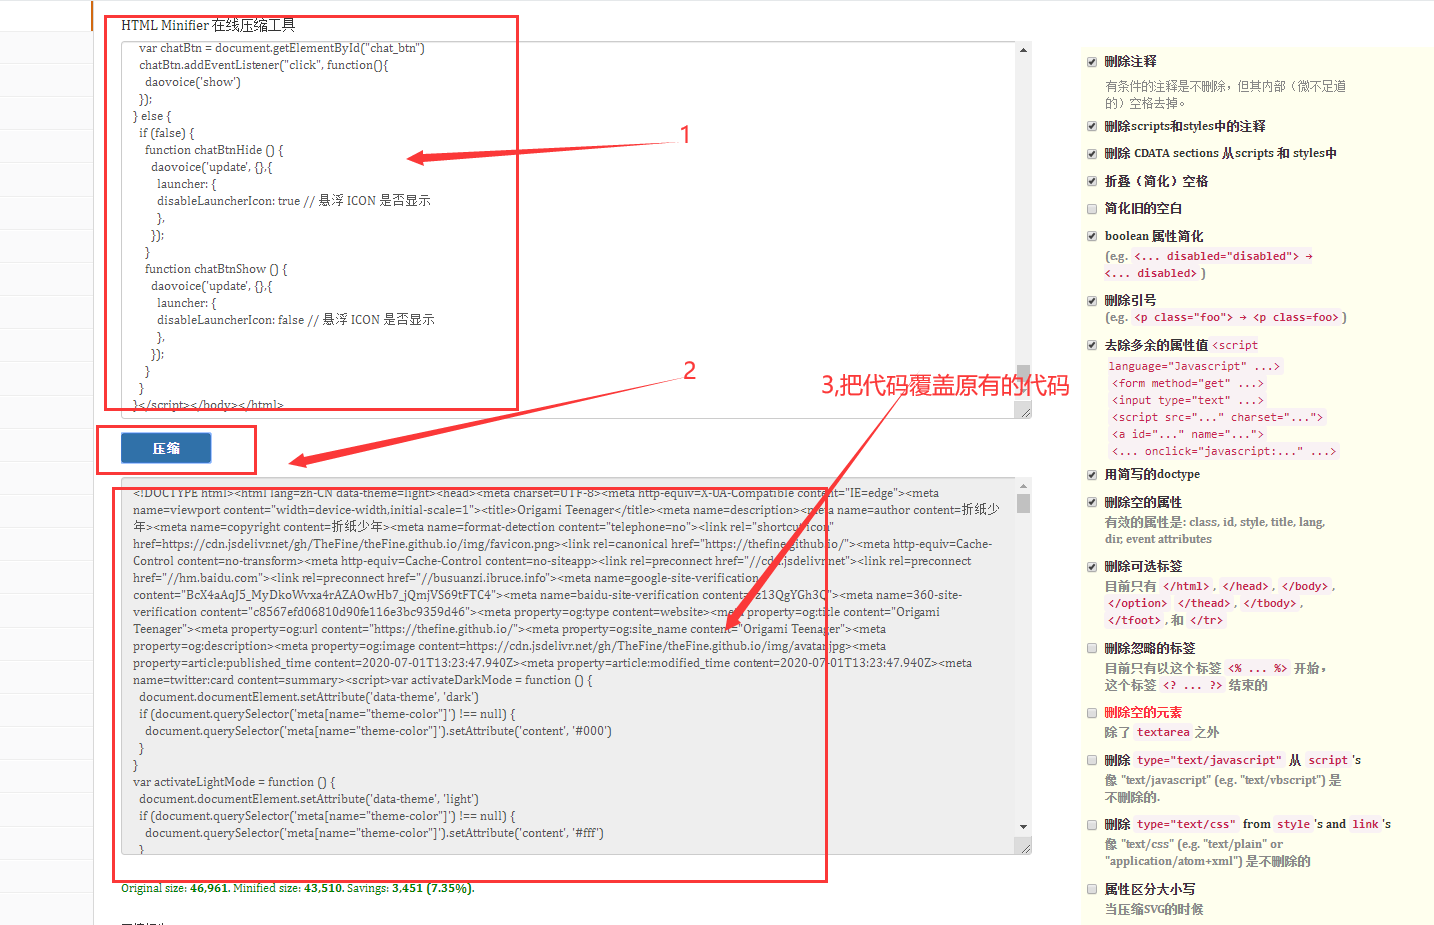 HTML Minifier 在线压缩工具
var chatBtn = document.getElementById("chat_btn")
chatBtn.addEventListener("click", function(){
daovoice('show')
});
} else {
if (false) {
function chatBtnHide () {
daovoice('update', {},{
launcher: {
disableLauncherIcon: true // 悬浮 ICON 是否显示
},
});
}
function chatBtnShow () {
daovoice('update', {},{
launcher: {
disableLauncherIcon: false // 悬浮 ICON 是否显示
},
});
}
}
}</script></body></html>
1
2
3,把代码覆盖原有的代码
压缩
<!DOCTYPE html><html lang=zh-CN data-theme=light><head><meta charset=UTF-8><meta http-equiv=X-UA-Compatible content="IE=edge"><meta
name=viewport content="width=device-width,initial-scale=1"><title>Origami Teenager</title><meta name=description><meta name=author content=折纸少
年><meta name=copyright content=折纸少年><meta name=format-detection content="telephone=no"><link rel="shortcut icon"
href=https://cdn.jsdelivr.net/gh/TheFine/theFine.github.io/img/favicon.png><link rel=canonical href="https://thefine.github.io/"><meta http-equiv=Cache-
Control content=no-transform><meta http-equiv=Cache-Control content=no-siteapp><link rel=preconnect href="//cdn.jsdelivr.net"><link rel=preconnect
href="//hm.baidu.com"><link rel=preconnect href="//busuanzi.ibruce.info"><meta name=google-site-verification
content="BcX4aAqJ5_MyDkoWvxa4rAZAOwHb7_jQmjVS69tFTC4"><meta name=baidu-site-verification content="z13QgYGh3Q"><meta name=360-site-
verification content="c8567efd06810d90fe116e3bc9359d46"><meta property=og:type content=website><meta property=og:title content="Origami
Teenager"><meta property=og:url content="https://thefine.github.io/"><meta property=og:site_name content="Origami Teenager"><meta
property=og:description><meta property=og:image content=https://cdn.jsdelivr.net/gh/TheFine/theFine.github.io/img/avatar.jpg><meta
property=article:published_time content=2020-07-01T13:23:47.940Z><meta property=article:modified_time content=2020-07-01T13:23:47.940Z><meta
name=twitter:card content=summary><script>var activateDarkMode = function () {
document.documentElement.setAttribute('data-theme', 'dark')
if (document.querySelector('meta[name="theme-color"]') !== null) {
document.querySelector('meta[name="theme-color"]').setAttribute('content', '#000')
}
}
var activateLightMode = function () {
document.documentElement.setAttribute('data-theme', 'light')
if (document.querySelector('meta[name="theme-color"]') !== null) {
document.querySelector('meta[name="theme-color"]').setAttribute('content', '#fff')
}
Original size: 46,961. Minified size: 43,510. Savings: 3,451 (7.35%).
删除注释
有条件的注释是不删除，但其内部（微不足道
的）空格去掉。
删除scripts和styles中的注释
删除 CDATA sections 从scripts 和 styles中
折叠（简化）空格
简化旧的空白
boolean 属性简化
(e.g. <... disabled="disabled"> →
<... disabled> )
删除引号
(e.g. <p class="foo"> → <p class=foo> )
去除多余的属性值 <script
language="Javascript" ...>
<form method="get" ...>
<input type="text" ...>
<script src="..." charset="...">
<a id="..." name="...">
<... onclick="javascript:..." ...>
用简写的doctype
删除空的属性
有效的属性是: class, id, style, title, lang,
dir, event attributes
删除可选标签
目前只有 </html> , </head> , </body> ,
</option> </thead> , </tbody> ,
</tfoot> , 和 </tr>
删除忽略的标签
目前只有以这个标签 <% ... %> 开始，
这个标签 <? ... ?> 结束的
删除空的元素
除了 textarea 之外
删除 type="text/javascript" 从 script 's
像 "text/javascript" (e.g. "text/vbscript") 是
不删除的.
删除 type="text/css" from style 's and link 's
像 "text/css" (e.g. "text/plain" or
"application/atom+xml") 是不删除的
属性区分大小写
当压缩SVG的时候